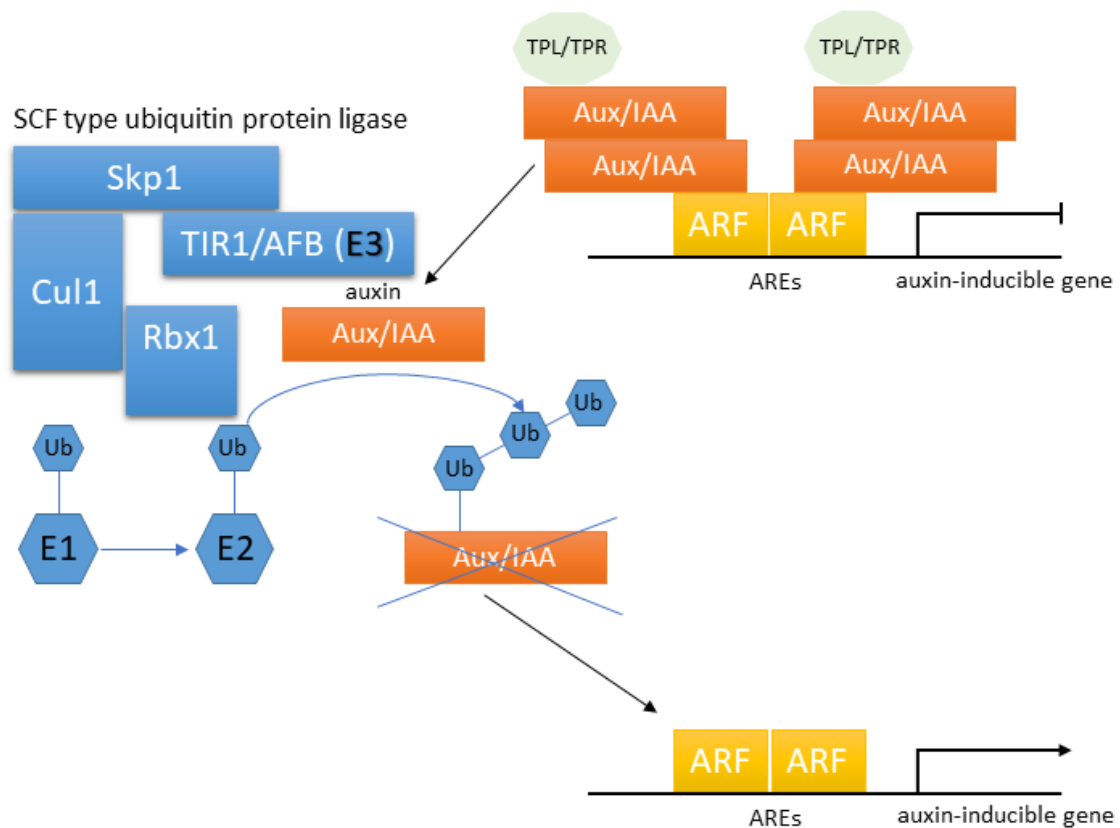 TPL/TPR
TPL/TPR
Aux/IAA
Aux/IAA
SCF type ubiquitin protein ligase
Aux/IAA
Aux/IAA
Skp1
ARF
ARF
TIR1/AFB (E3)
AREs
auxin-inducible gene
Cul1
auxin
Rbx1
Aux/IAA
Ub
Ub
Ub
Ub
Ub
E1
E2
Aux/IAA
ARF
ARF
AREs
auxin-inducible gene